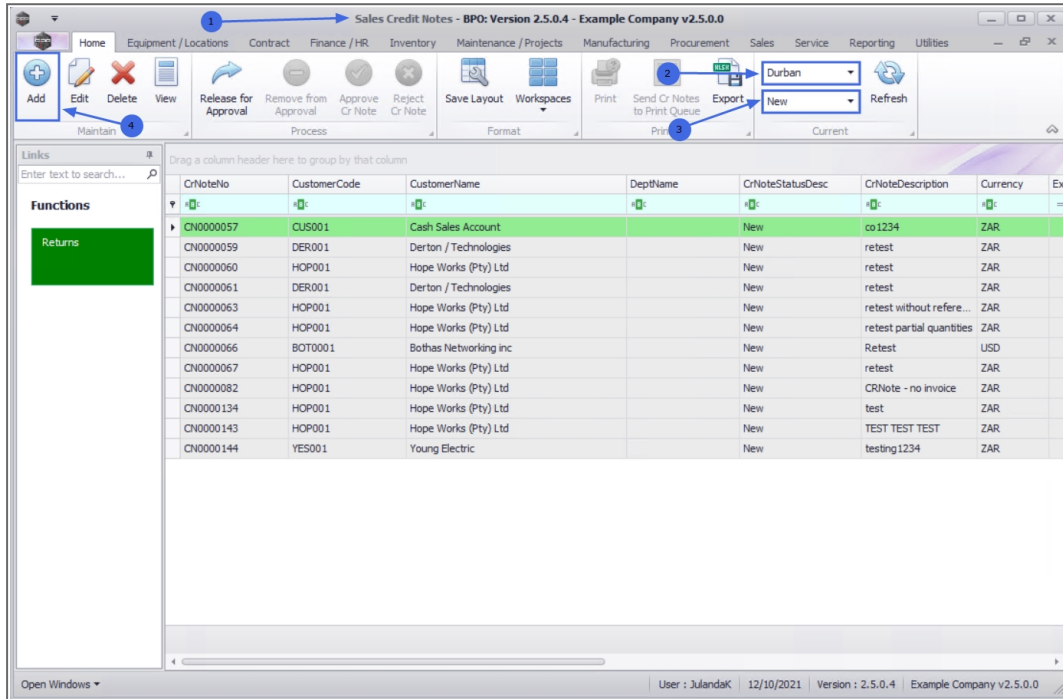 1
Sales Credit Notes - BPO: Version 2.5.0.4 - Example Company v2.5.0.0
Home Equipment / Locations Contract Finance / HR Inventory Maintenance / Projects Manufacturing Procurement Sales Service Reporting Utilities
Add Edit Delete View
4
Maintain
Release for Approval
Remove from Approval
Approve Cr Note
Reject Cr Note
Process
Save Layout Workspaces
Format
Print
Send Cr Notes to Print Queue
XLSX
Export
2
3
Durban
New
Refresh
Current
Links
Enter text to search...
Functions
Returns
Drag a column header here to group by that column
CrNoteNo CustomerCode CustomerName DeptName CrNoteStatusDesc CrNoteDescription Currency Ex
CN0000057 CUS001 Cash Sales Account New co1234 ZAR
CN0000059 DER001 Derton / Technologies New retest ZAR
CN0000060 HOP001 Hope Works (Pty) Ltd New retest ZAR
CN0000061 DER001 Derton / Technologies New retest ZAR
CN0000063 HOP001 Hope Works (Pty) Ltd New retest without refere... ZAR
CN0000064 HOP001 Hope Works (Pty) Ltd New retest partial quantities ZAR
CN0000066 BOT0001 Bothas Networking inc New Retest USD
CN0000067 HOP001 Hope Works (Pty) Ltd New retest ZAR
CN0000082 HOP001 Hope Works (Pty) Ltd New CRNote - no invoice ZAR
CN0000134 HOP001 Hope Works (Pty) Ltd New test ZAR
CN0000143 HOP001 Hope Works (Pty) Ltd New TEST TEST TEST ZAR
CN0000144 YES001 Young Electric New testing1234 ZAR
Open Windows
User : JulandaK 12/10/2021 Version : 2.5.0.4 Example Company v2.5.0.0